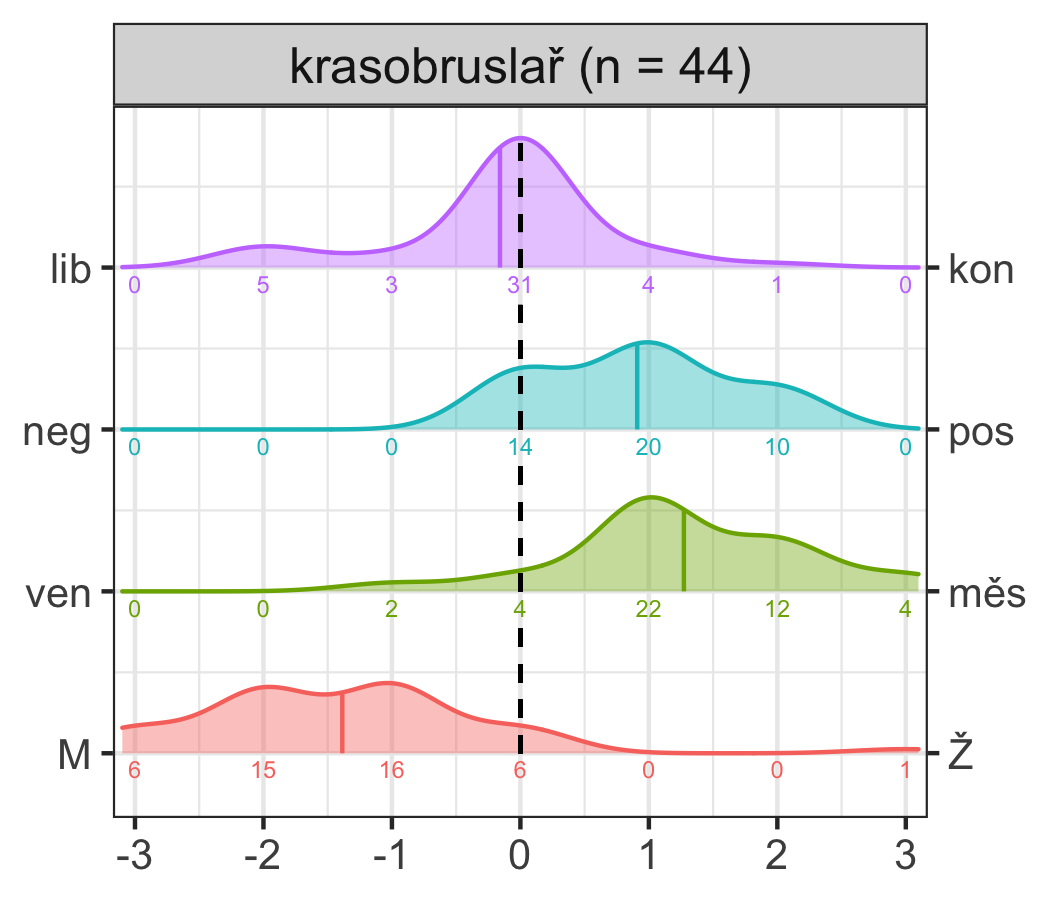 krasobruslař (n = 44)
lib kon
0 5 3 31 4 1 0
neg pos
0 0 0 14 20 10 0
ven měs
0 0 2 4 22 12 4
M Ž
6 15 16 6 0 0 1
-3 -2 -1 0 1 2 3